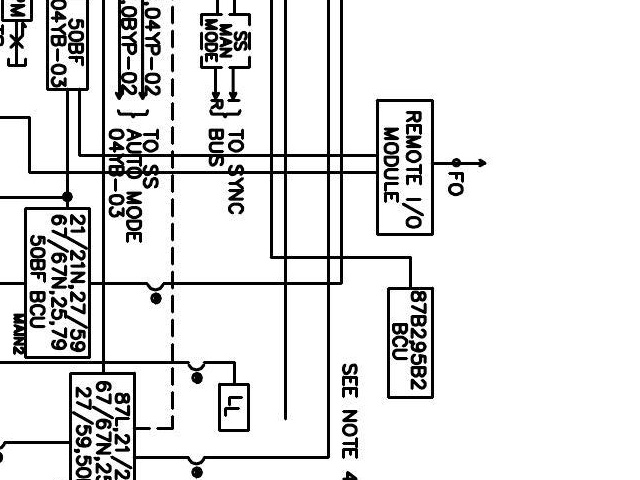 SS
MAN
MODE
50BF
04YB-03
,04YP-02
,0BYP-02
R
TO SYNC
BUS
TO SS
AUTO MODE
04YB-03
REMOTE I/O
MODULE
FO
21/21N,27/59
67/67N,25,79
50BF BCU
MAIN2
87B2,95B2
BCU
LL
SEE NOTE 4
87L,21/2
67/67N,25
27/59,50